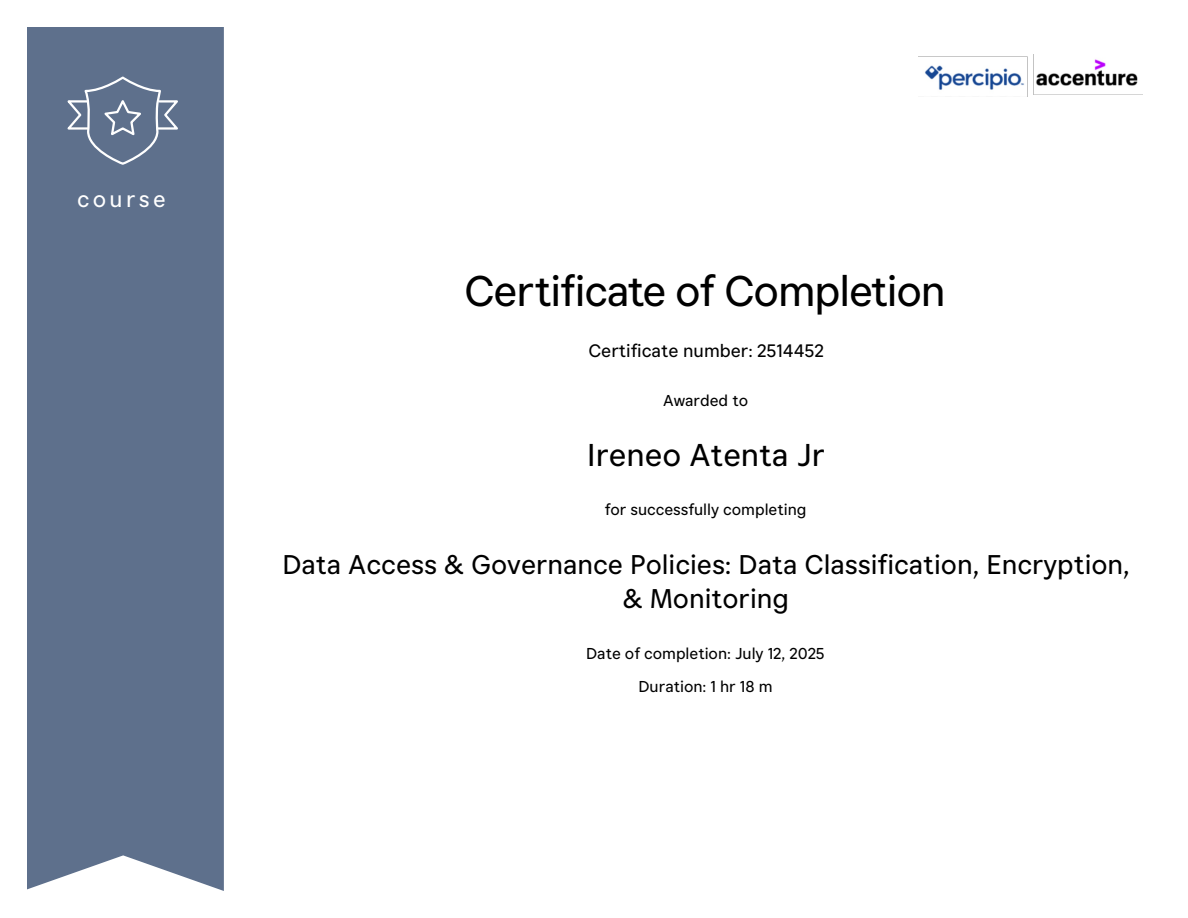 percipio.
accenture
course
Certificate of Completion
Certificate number: 2514452
Awarded to
Ireneo Atenta Jr
for successfully completing
Data Access & Governance Policies: Data Classification, Encryption,
& Monitoring
Date of completion: July 12, 2025
Duration: 1 hr 18 m